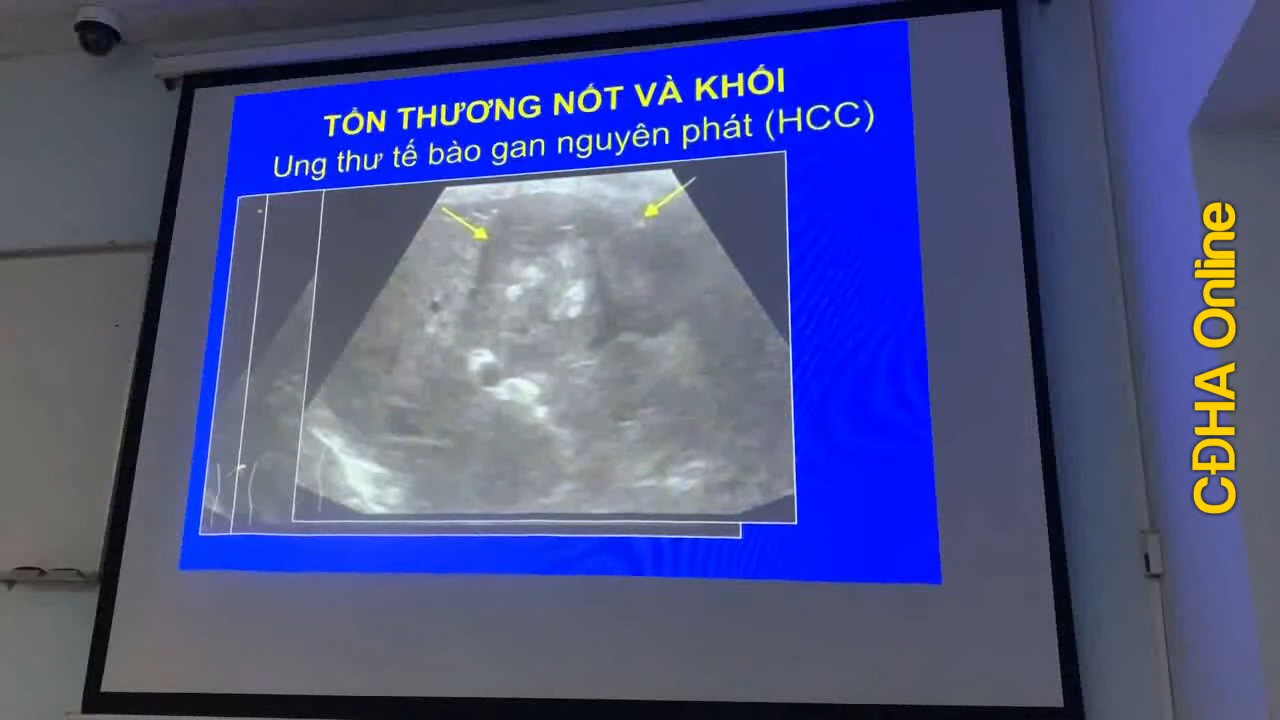 TỔN THƯƠNG NỐT VÀ KHỐI
Ung thư tế bào gan nguyên phát (HCC)
CĐHA Online